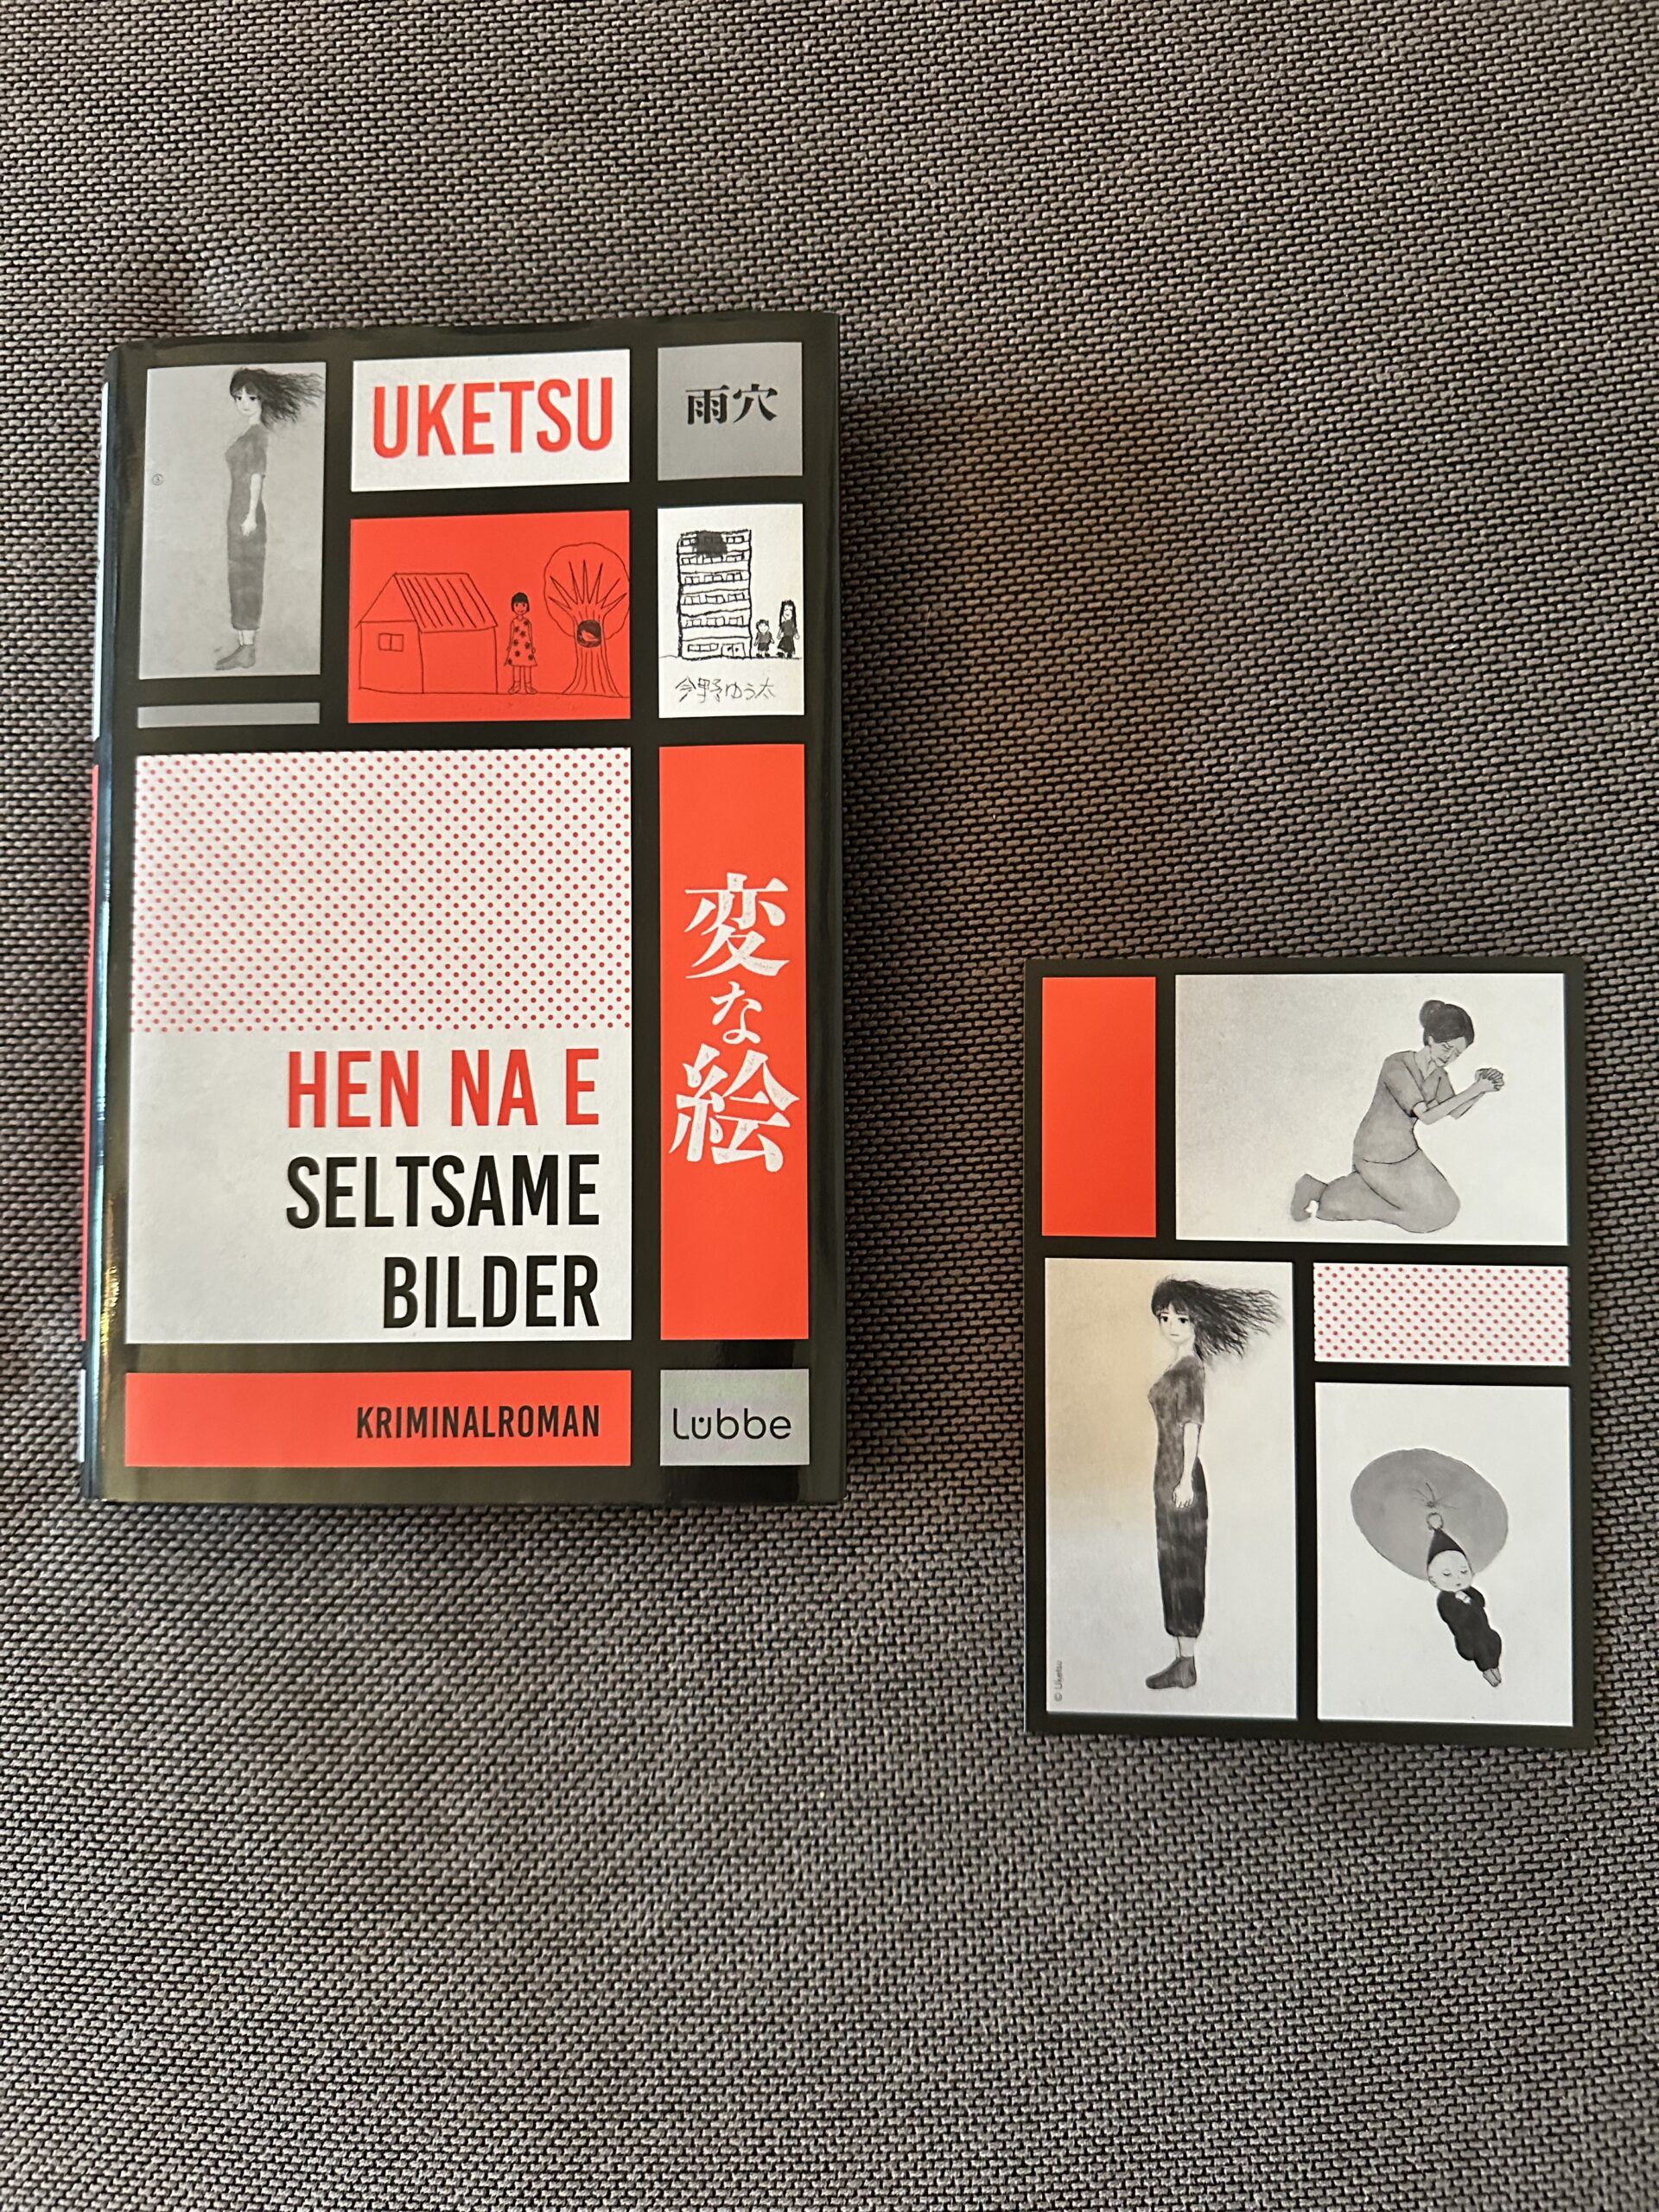 UKETSU
雨穴
今野ゆう太
変な絵
HEN NA E
SELTSAME
BILDER
KRIMINALROMAN
Lübbe
© Uketsu